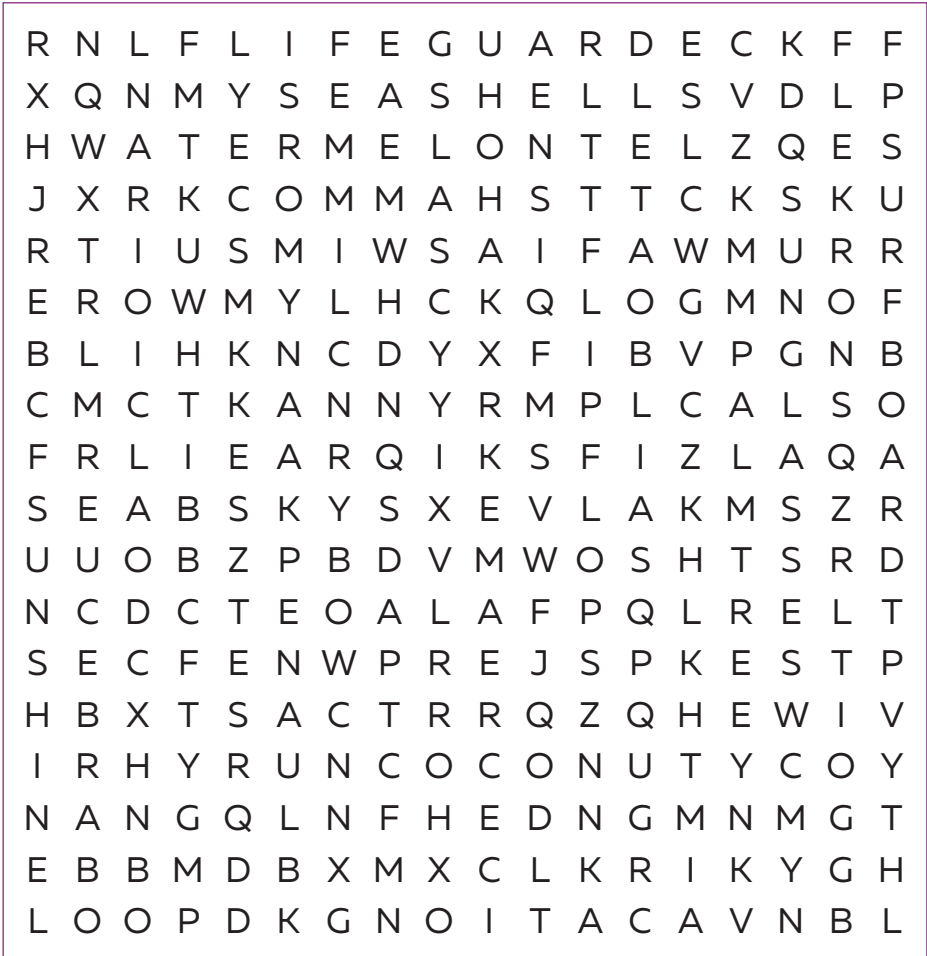 R N L F L I F E G U A R D E C K F F
X Q N M Y S E A S H E L L S V D L P
H W A T E R M E L O N T E L Z Q E S
J X R K C O M M A H S T T C K S K U
R T I U S M I W S A I F A W M U R R
E R O W M Y L H C K Q L O G M N O F
B L I H K N C D Y X F I B V P G N B
C M C T K A N N Y R M P L C A L S O
F R L I E A R Q I K S F I Z L A Q A
S E A B S K Y S X E V L A K M S Z R
U U O B Z P B D V M W O S H T S R D
N C D C T E O A L A F P Q L R E L T
S E C F E N W P R E J S P K E S T P
H B X T S A C T R R Q Z Q H E W I V
I R H Y R U N C O C O N U T Y C O Y
N A N G Q L N F H E D N G M N M G T
E B B M D B X M X C L K R I K Y G H
L O O P D K G N O I T A C A V N B L